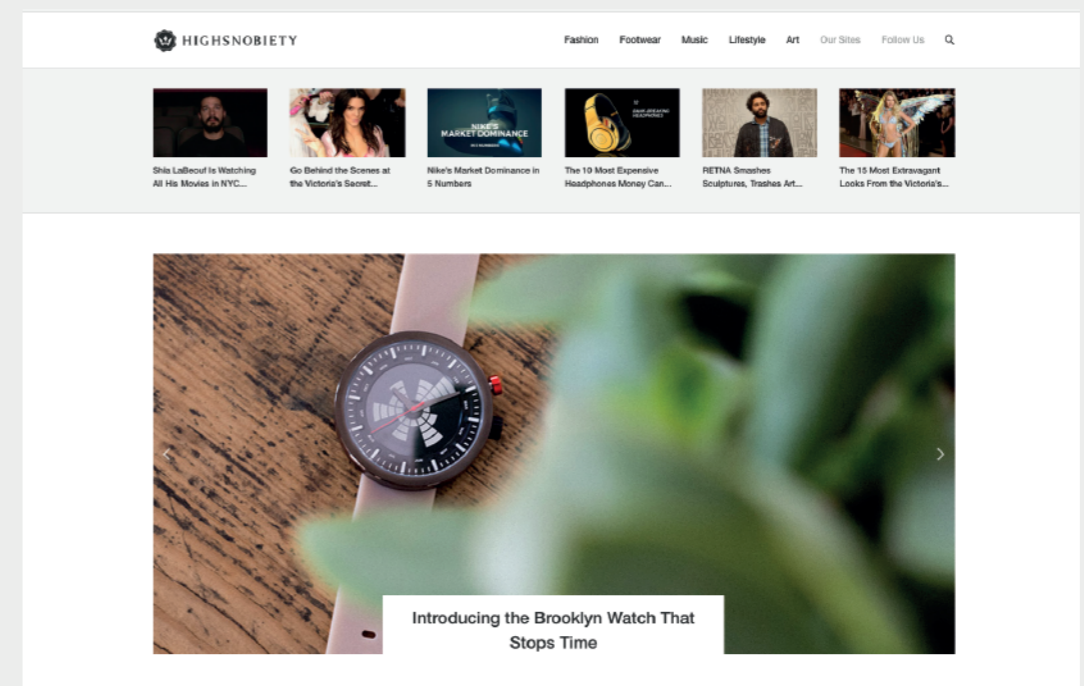 HIGHSNOBIETY
Fashion Footwear Music Lifestyle Art Our Sites Follow Us
NIKE'S
MARKET DOMINANCE
IN 5 NUMBERS
Shia LaBeouf Is Watching
All His Movies in NYC...
Go Behind the Scenes at
the Victoria's Secret...
Nike's Market Dominance in
5 Numbers
The 10 Most Expensive
Headphones Money Can...
RETNA Smashes
Sculptures, Trashes Art...
The 15 Most Extravagant
Looks From the Victoria's...
Introducing the Brooklyn Watch That
Stops Time